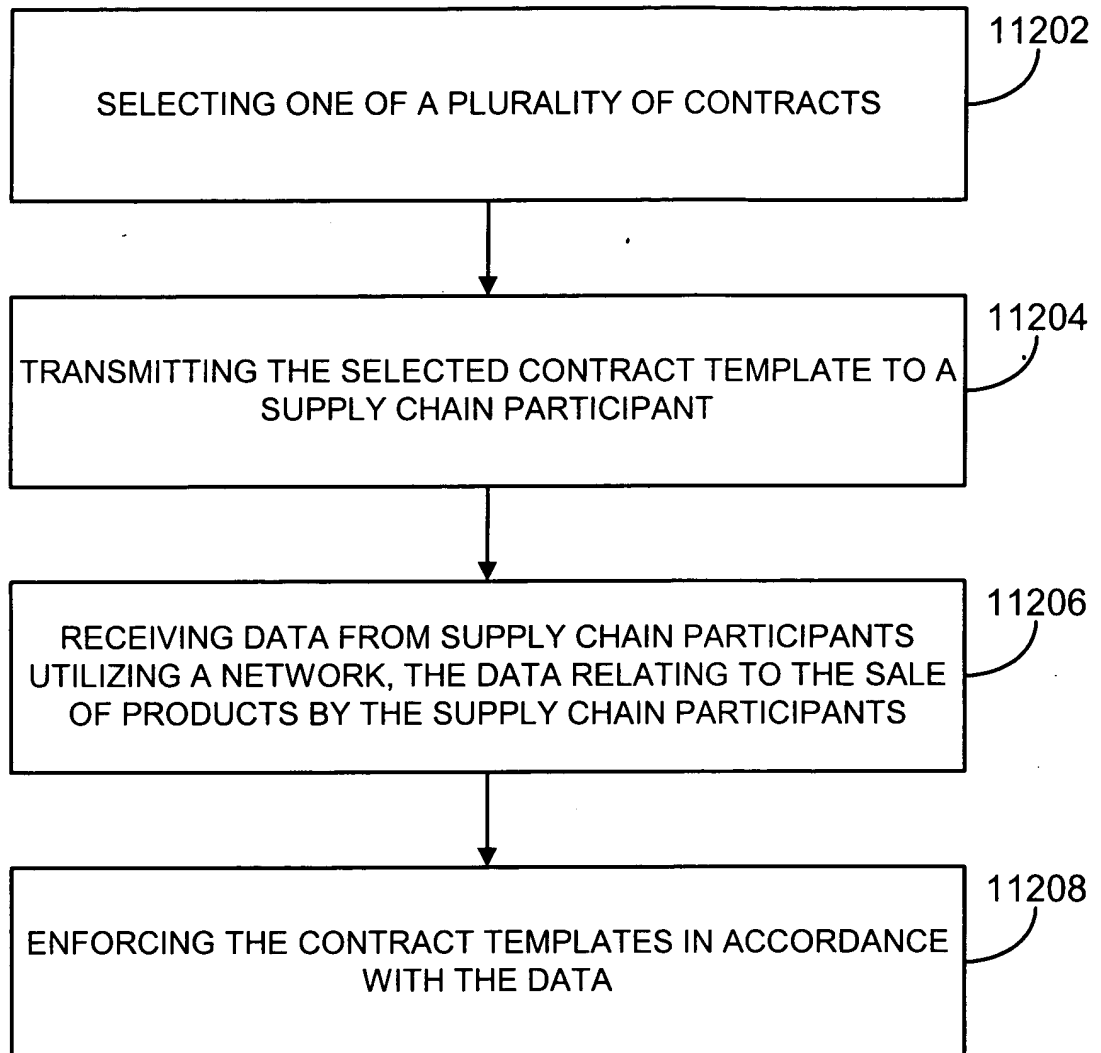 11202
SELECTING ONE OF A PLURALITY OF CONTRACTS
11204
TRANSMITTING THE SELECTED CONTRACT TEMPLATE TO A
SUPPLY CHAIN PARTICIPANT
11206
RECEIVING DATA FROM SUPPLY CHAIN PARTICIPANTS
UTILIZING A NETWORK, THE DATA RELATING TO THE SALE
OF PRODUCTS BY THE SUPPLY CHAIN PARTICIPANTS
11208
ENFORCING THE CONTRACT TEMPLATES IN ACCORDANCE
WITH THE DATA